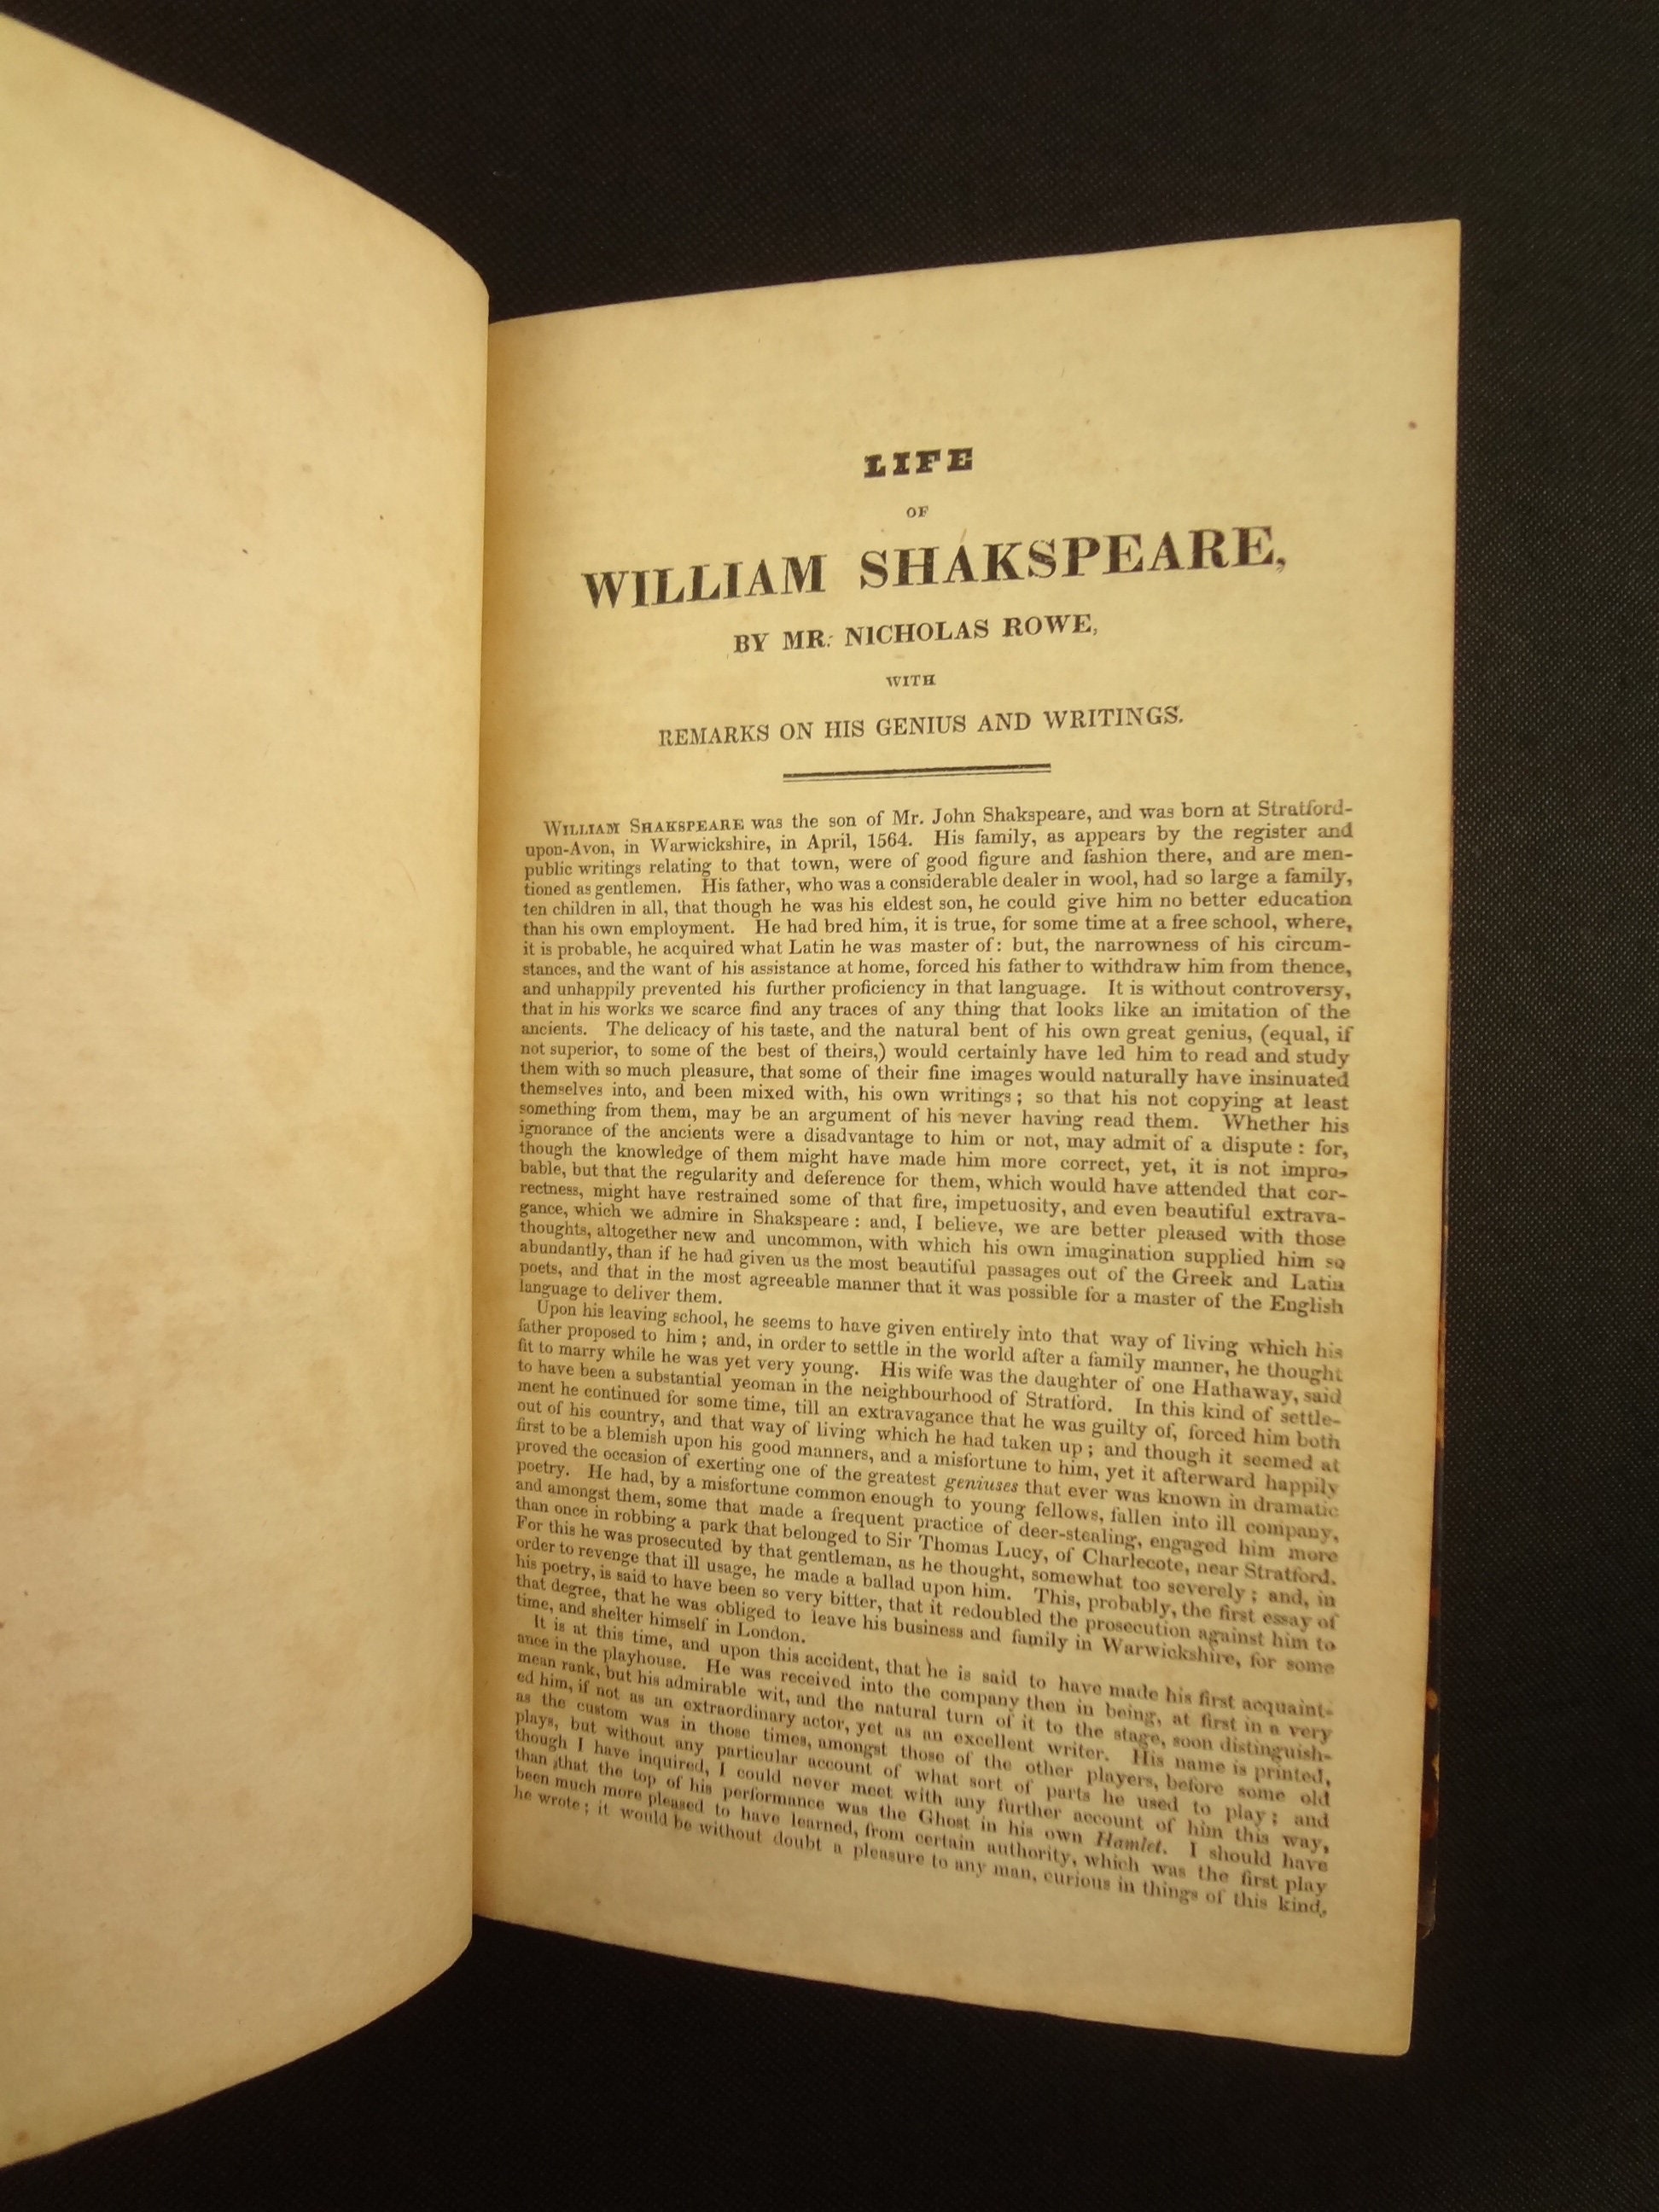 LIFE
OF
WILLIAM SHAKSPEARE,
BY MR. NICHOLAS ROWE,
WITH
REMARKS ON HIS GENIUS AND WRITINGS.
WILLIAM SHAKSPEARE was the son of Mr. John Shakspeare, and was born at Stratford-
upon-Avon, in Warwickshire, in April, 1564. His family, as appears by the register and
public writings relating to that town, were of good figure and fashion there, and are men-
tioned as gentlemen. His father, who was a considerable dealer in wool, had so large a family,
ten children in all, that though he was his eldest son, he could give him no better education
than his own employment. He had bred him, it is true, for some time at a free school, where,
it is probable, he acquired what Latin he was master of: but, the narrowness of his circum-
stances, and the want of his assistance at home, forced his father to withdraw him from thence,
and unhappily prevented his further proficiency in that language. It is without controversy,
that in his works we scarce find any traces of any thing that looks like an imitation of the
ancients. The delicacy of his taste, and the natural bent of his own great genius, (equal, if
not superior, to some of the best of theirs,) would certainly have led him to read and study
them with so much pleasure, that some of their fine images would naturally have insinuated
themselves into, and been mixed with, his own writings; so that his not copying at least
something from them, may be an argument of his never having read them. Whether his
ignorance of the ancients were a disadvantage to him or not, may admit of a dispute: for,
though the knowledge of them might have made him more correct, yet, it is not impro-
bable, but that the regularity and deference for them, which would have attended that cor-
rectness, might have restrained some of that fire, impetuosity, and even beautiful extrava-
gance, which we admire in Shakspeare: and, I believe, we are better pleased with those
thoughts, altogether new and uncommon, with which his own imagination supplied him so
abundantly, than if he had given us the most beautiful passages out of the Greek and Latin
poets, and that in the most agreeable manner that it was possible for a master of the English
language to deliver them.
Upon his leaving school, he seems to have given entirely into that way of living which his
father proposed to him; and, in order to settle in the world after a family manner, he thought
fit to marry while he was yet very young. His wife was the daughter of one Hathaway, said
to have been a substantial yeoman in the neighbourhood of Stratford. In this kind of settle-
ment he continued for some time, till an extravagance that he was guilty of, forced him both
out of his country, and that way of living which he had taken up; and though it seemed at
first to be a blemish upon his good manners, and a misfortune to him, yet it afterward happily
proved the occasion of exerting one of the greatest geniuses that ever was known in dramatic
poetry. He had, by a misfortune common enough to young fellows, fallen into ill company,
and amongst them, some that made a frequent practice of deer-stealing, engaged him more
than once in robbing a park that belonged to Sir Thomas Lucy, of Charlecote, near Stratford.
For this he was prosecuted by that gentleman, as he thought, somewhat too severely; and, in
order to revenge that ill usage, he made a ballad upon him. This, probably, the first essay of
his poetry, is said to have been so very bitter, that it redoubled the prosecution against him to
that degree, that he was obliged to leave his business and family in Warwickshire, for some
time, and shelter himself in London.
It is at this time, and upon this accident, that he is said to have made his first acquaint-
ance in the playhouse. He was received into the company then in being, at first in a very
mean rank, but his admirable wit, and the natural turn of it to the stage, soon distinguish-
ed him, if not as an extraordinary actor, yet as an excellent writer. His name is printed,
as the custom was in those times, amongst those of the other players, before some old
plays, but without any particular account of what sort of parts he used to play; and
though I have inquired, I could never meet with any further account of him this way,
than that the top of his performance was the Ghost in his own Hamlet. I should have
been much more pleased to have learned, from certain authority, which was the first play
he wrote; it would be without doubt a pleasure to any man, curious in things of this kind,